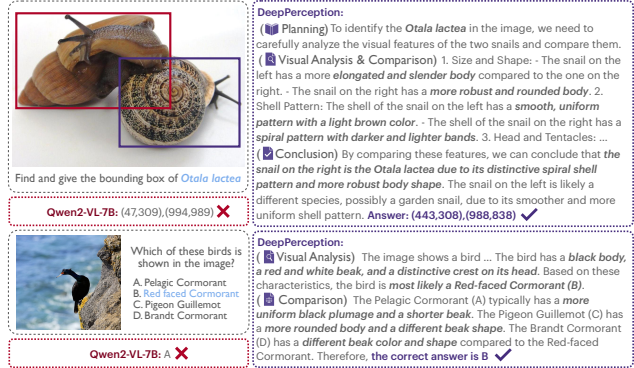 Find and give the bounding box of Otala lactea
Qwen2-VL-7B: (47,309),(994,989)
DeepPerception:
(Planning) To identify the Otala lactea in the image, we need to
carefully analyze the visual features of the two snails and compare them.
(Visual Analysis & Comparison) 1. Size and Shape: - The snail on the
left has a more elongated and slender body compared to the one on the
right. - The snail on the right has a more robust and rounded body. 2.
Shell Pattern: The shell of the snail on the left has a smooth, uniform
pattern with a light brown color. - The shell of the snail on the right has a
spiral pattern with darker and lighter bands. 3. Head and Tentacles: ...
(Conclusion) By comparing these features, we can conclude that the
snail on the right is the Otala lactea due to its distinctive spiral shell
pattern and more robust body shape. The snail on the left is likely a
different species, possibly a garden snail, due to its smoother and more
uniform shell pattern. Answer: (443,308),(988,838)
Which of these birds is
shown in the image?
A. Pelagic Cormorant
B. Red faced Cormorant
C. Pigeon Guillemot
D. Brandt Cormorant
Qwen2-VL-7B: A
DeepPerception:
(Visual Analysis) The image shows a bird ... The bird has a black body,
a red and white beak, and a distinctive crest on its head. Based on these
characteristics, the bird is most likely a Red-faced Cormorant (B).
(Comparison) The Pelagic Cormorant (A) typically has a more
uniform black plumage and a shorter beak. The Pigeon Guillemot (C) has
a more rounded body and a different beak shape. The Brandt Cormorant
(D) has a different beak color and shape compared to the Red-faced
Cormorant. Therefore, the correct answer is B